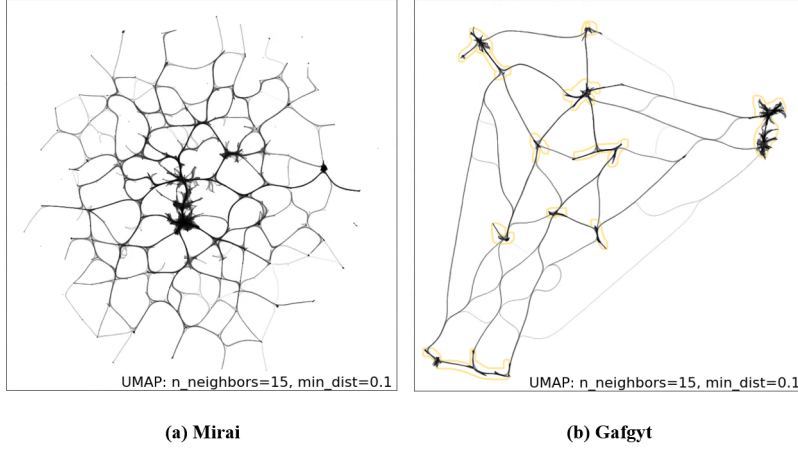 UMAP: n_neighbors=15, min_dist=0.1
UMAP: n_neighbors=15, min_dist=0.1
(a) Mirai
(b) Gafgyt